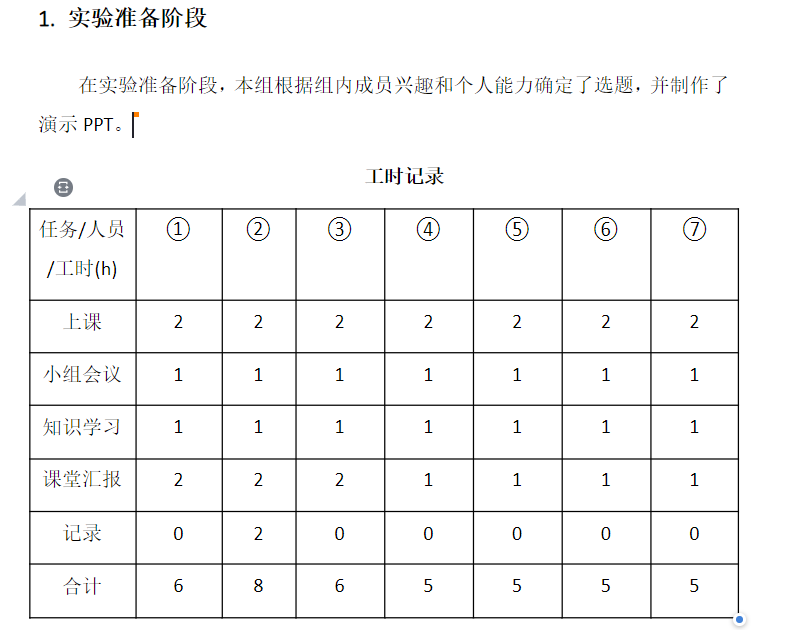 1. 实验准备阶段
在实验准备阶段，本组根据组内成员兴趣和个人能力确定了选题，并制作了
演示 PPT。
工时记录
任务/人员 ① ② ③ ④ ⑤ ⑥ ⑦
/工时(h)
上课 2 2 2 2 2 2 2
小组会议 1 1 1 1 1 1 1
知识学习 1 1 1 1 1 1 1
课堂汇报 2 2 2 1 1 1 1
记录 0 2 0 0 0 0 0
合计 6 8 6 5 5 5 5